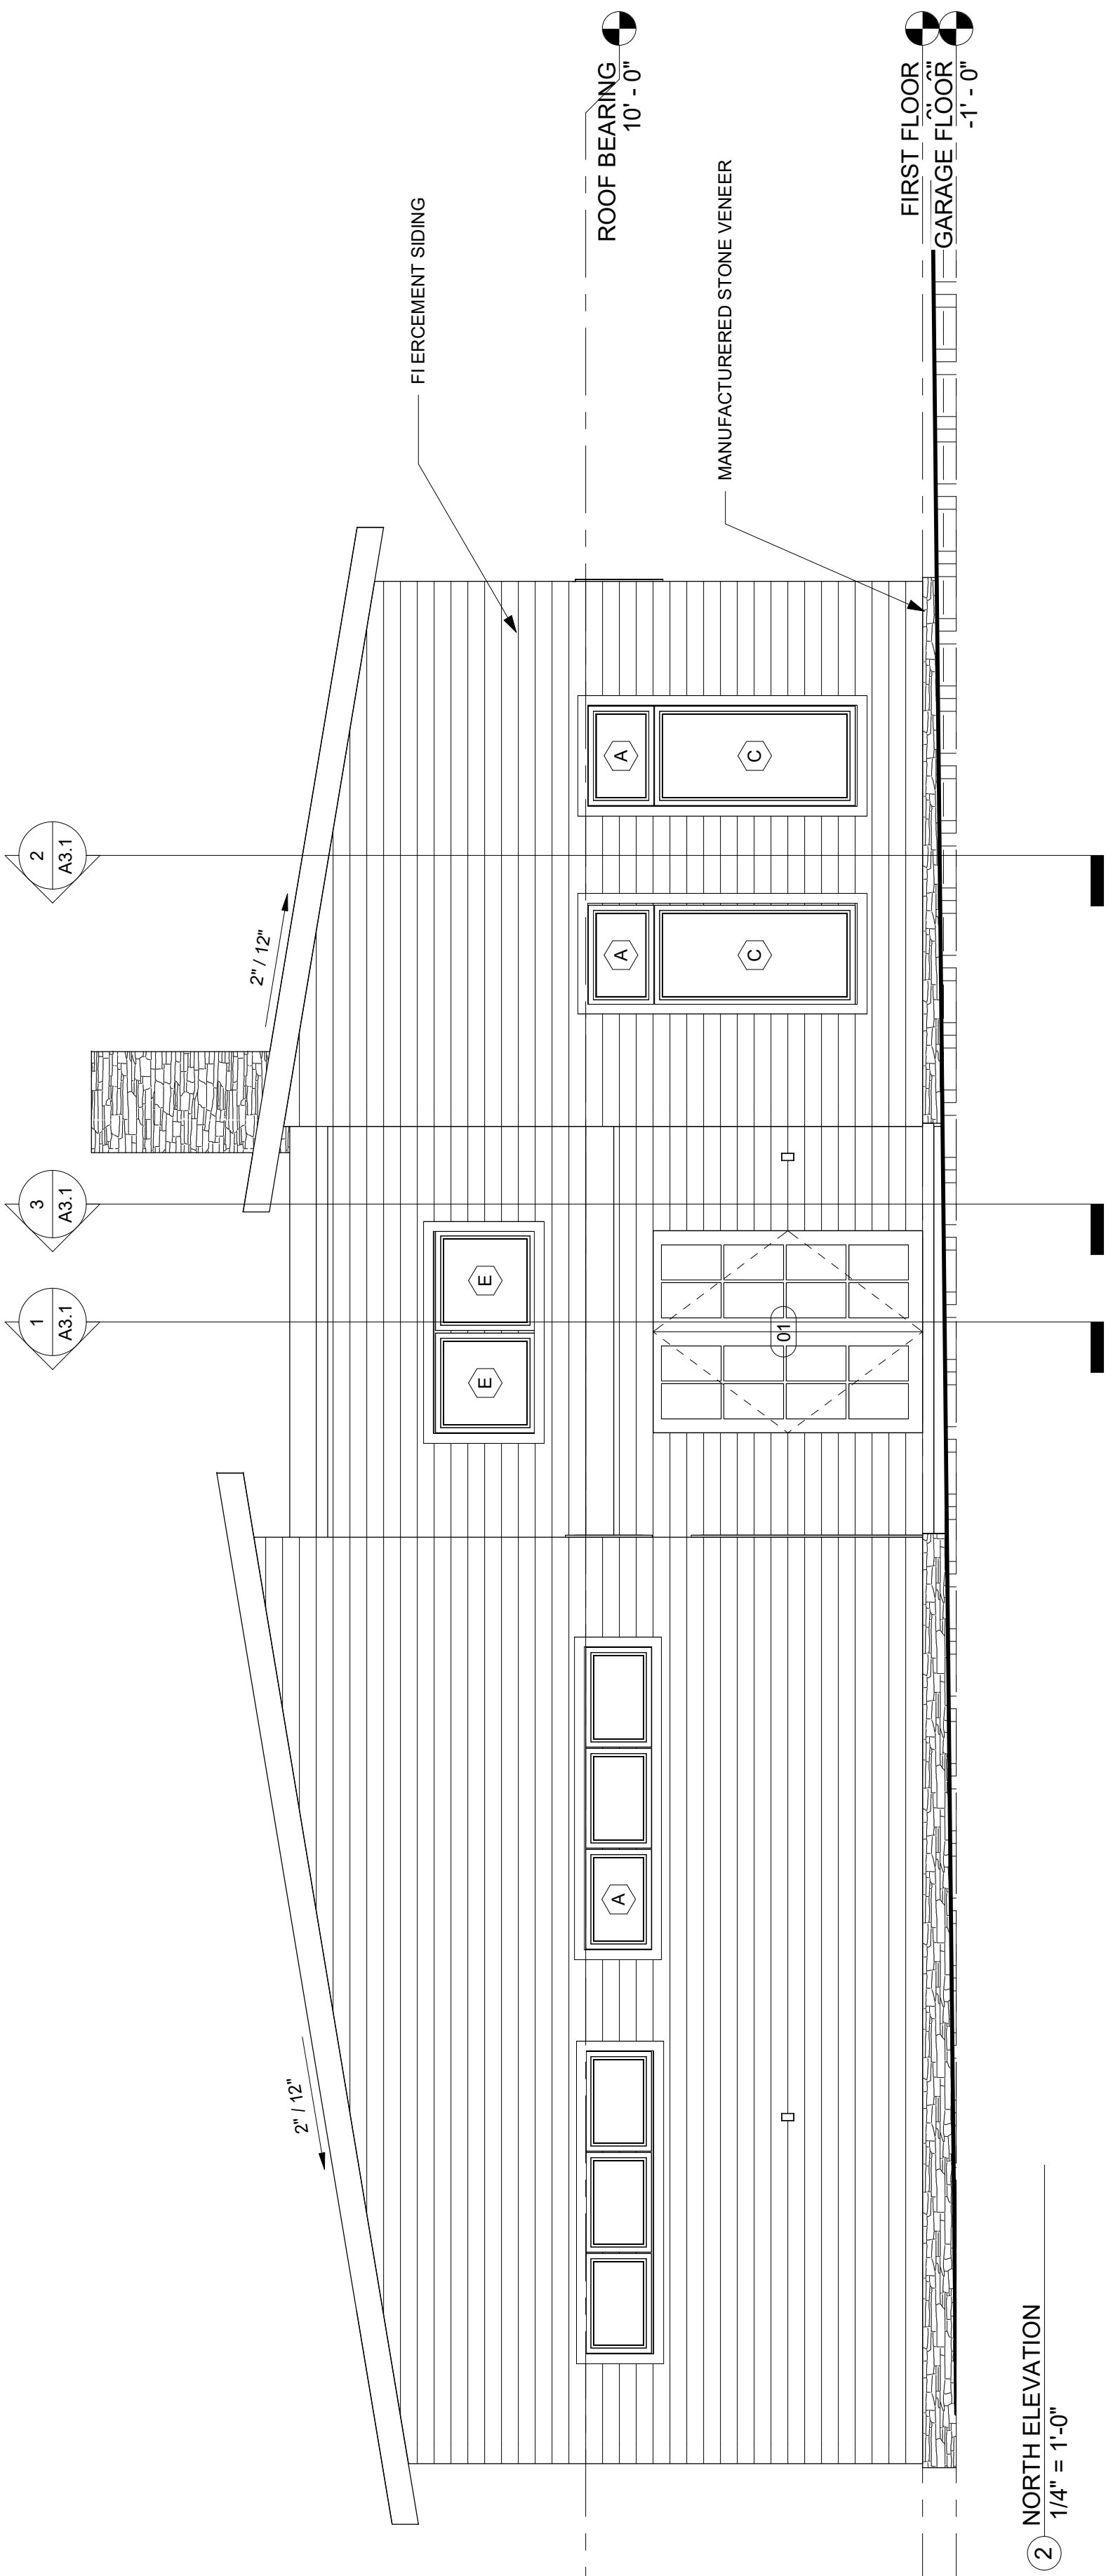 1
A3.1
3
A3.1
2
A3.1
2" / 12"
2" / 12"
FI ERCEMENT SIDING
E
E
ROOF BEARING
10' - 0"
A
A
A
MANUFACTURERED STONE VENEER
C
C
01
FIRST FLOOR
GARAGE FLOOR
-1' - 0"
2
NORTH ELEVATION
1/4" = 1'-0"